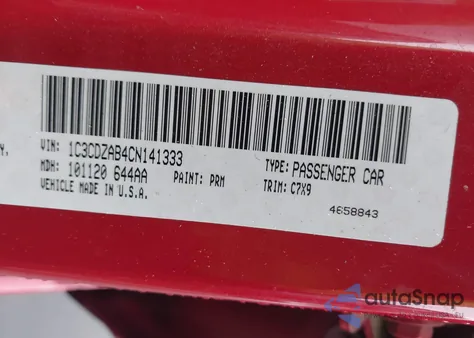 Y,
VIN: 1C3CDZAB4CN141333
TYPE: PASSENGER CAR
MDH: 101120 644AA
PAINT: PRM
TRIM: C7X9
VEHICLE MADE IN U.S.A.
4658843
autoSnap